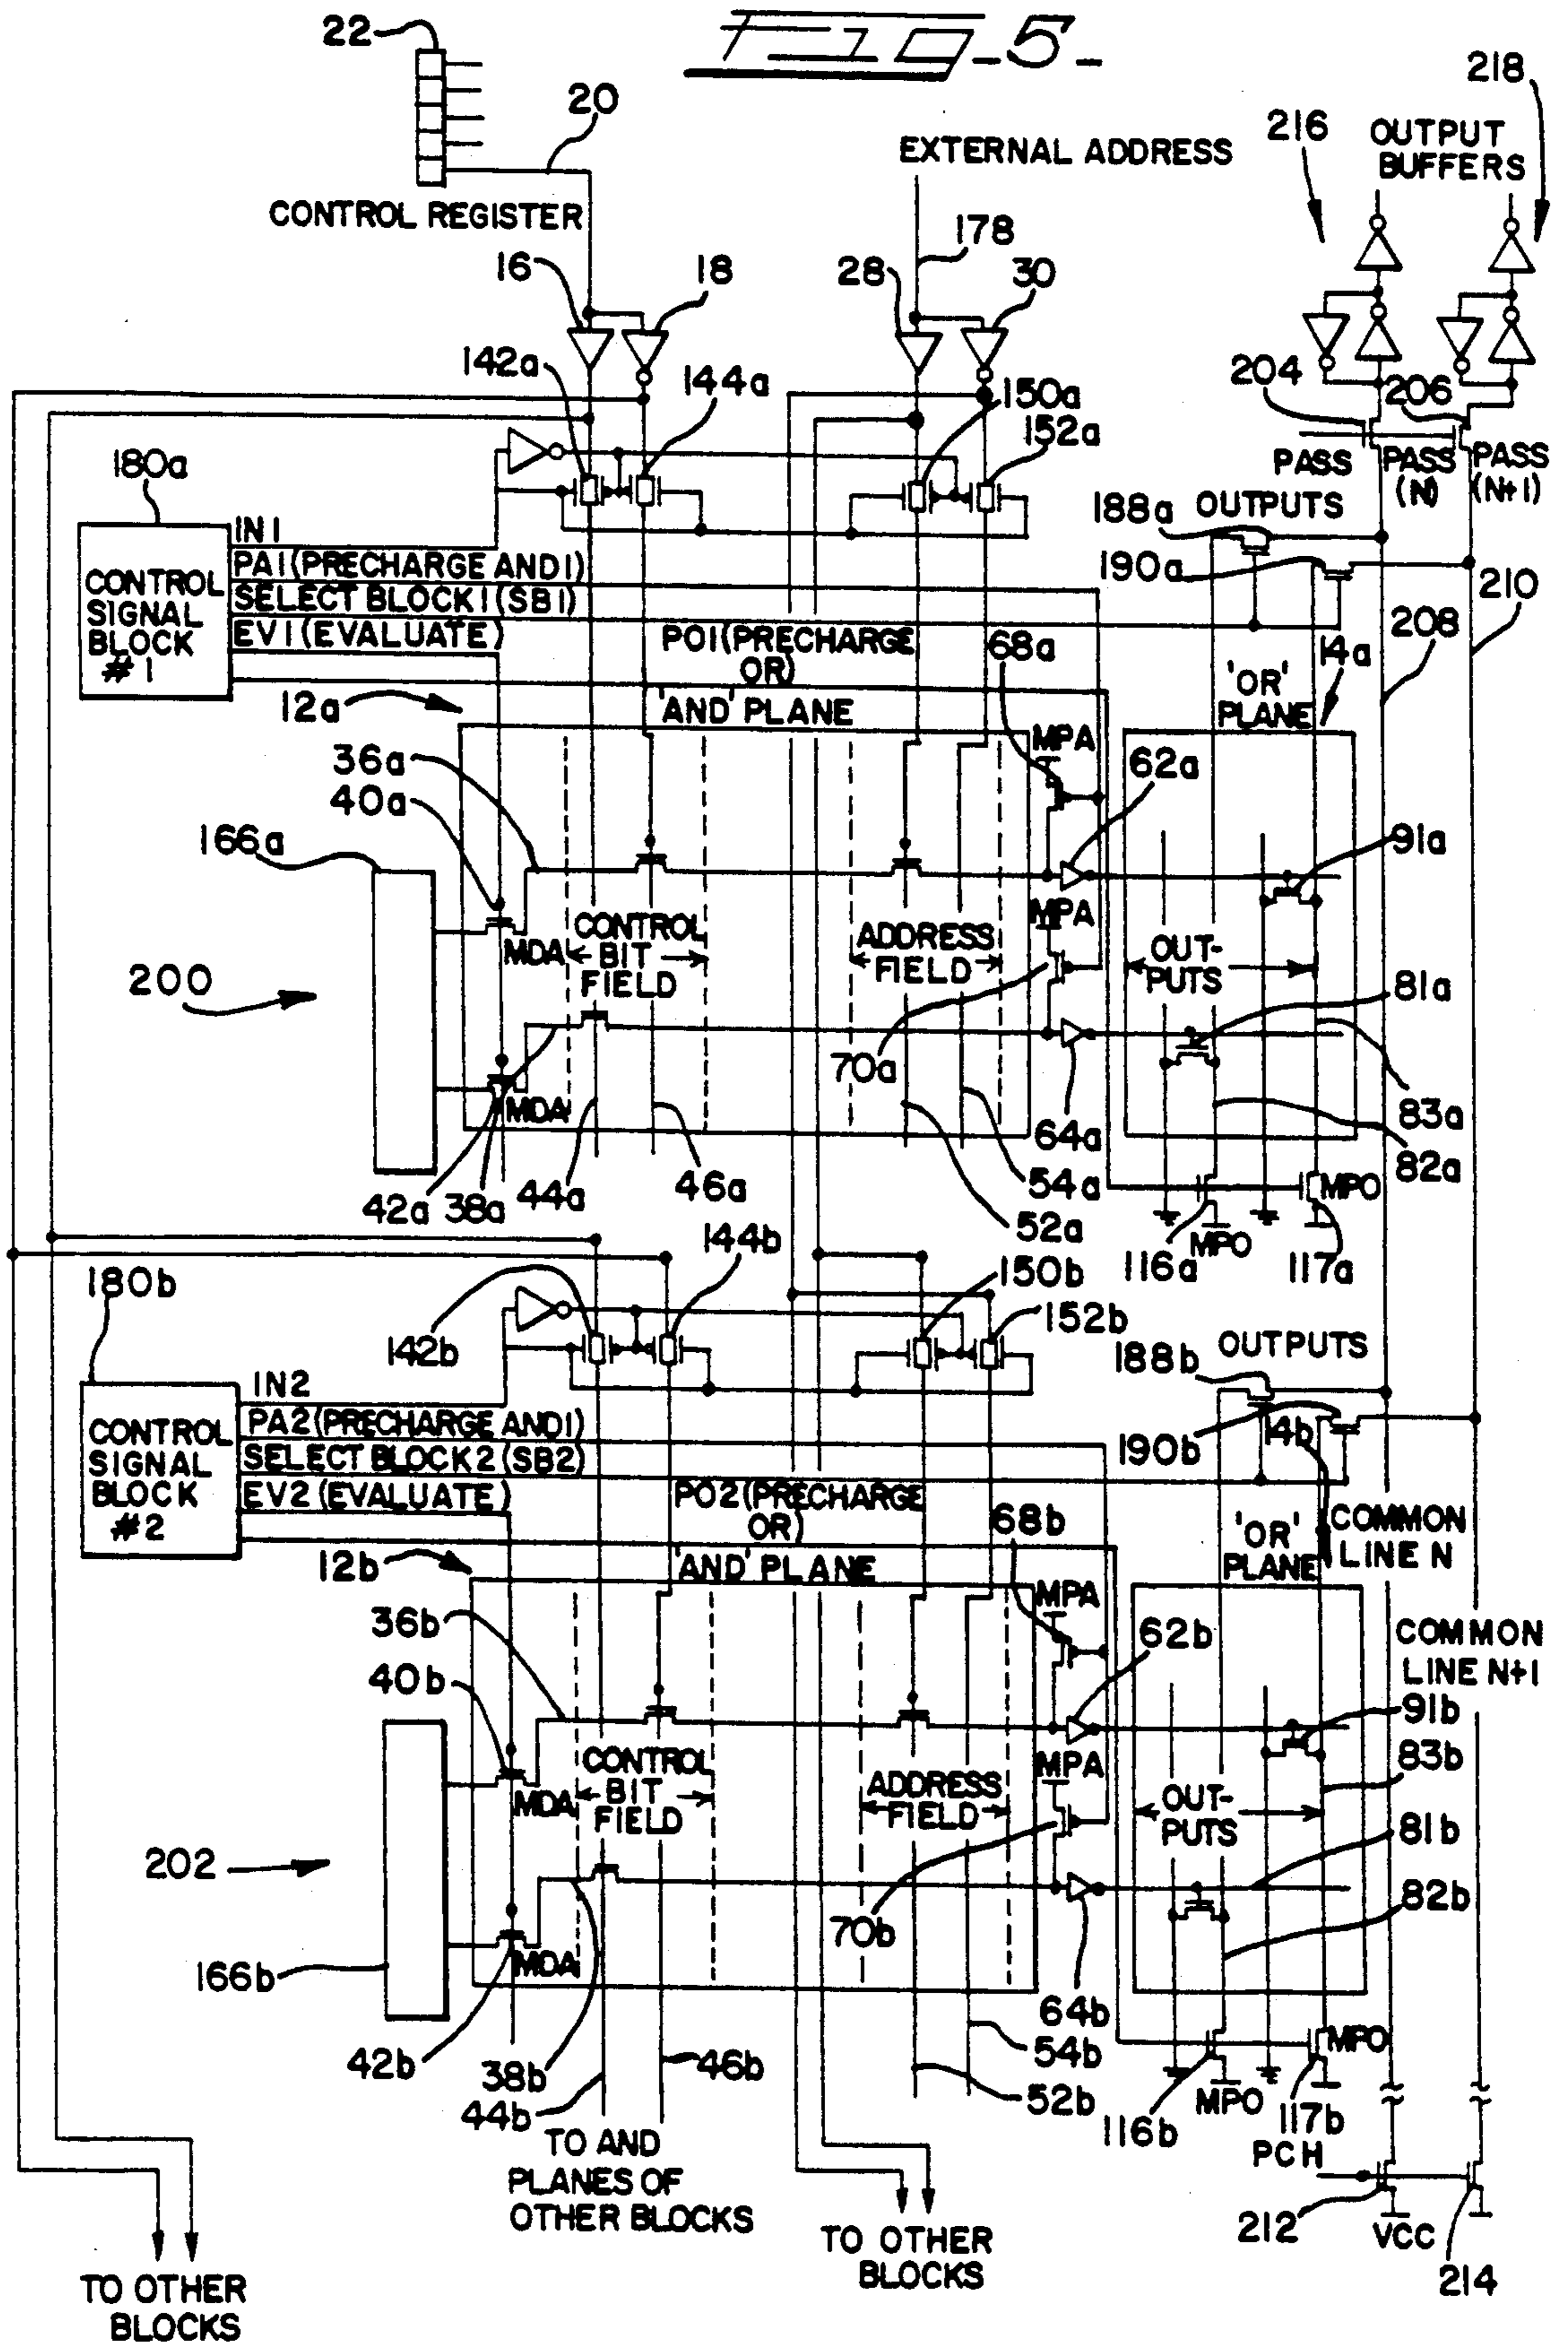 FIG_5_
22
20
218
216
OUTPUT
BUFFERS
EXTERNAL ADDRESS
CONTROL REGISTER
178
16
18
28
30
142a
144a
150a
152a
204
206
PASS
PASS
(N)
PASS
(N+1)
180a
188a
OUTPUTS
190a
IN1
PA1(PRECHARGE AND1)
SELECT BLOCK1(SB1)
EV1(EVALUATE)
CONTROL
SIGNAL
BLOCK
#1
PO1(PRECHARGE
OR)
68a
208
210
14a
12a
'AND' PLANE
'OR'
PLANE
MPA
62a
36a
40a
166a
91a
MPA
MDA
CONTROL
BIT
FIELD
ADDRESS
FIELD
OUT-
PUTS
200
81a
70a
MDA
64a
83a
82a
42a
38a
44a
46a
54a
52a
MPO
116a
MPO
117a
144b
180b
142b
150b
152b
OUTPUTS
188b
IN2
PA2(PRECHARGE AND1)
SELECT BLOCK2(SB2)
EV2(EVALUATE)
CONTROL
SIGNAL
BLOCK
#2
190b
14b
PO2(PRECHARGE
OR)
68b
'OR'
PLANE
COMMON
LINE N
12b
'AND' PLANE
MPA
62b
COMMON
LINE N+1
36b
40b
91b
MPA
83b
MDA
CONTROL
BIT
FIELD
ADDRESS
FIELD
OUT-
PUTS
81b
202
82b
70b
MDA
166b
64b
42b
38b
46b
54b
MPO
44b
52b
MPO
116b
117b
PCH
TO AND
PLANES OF
OTHER BLOCKS
TO OTHER
BLOCKS
212
VCC
214
TO OTHER
BLOCKS